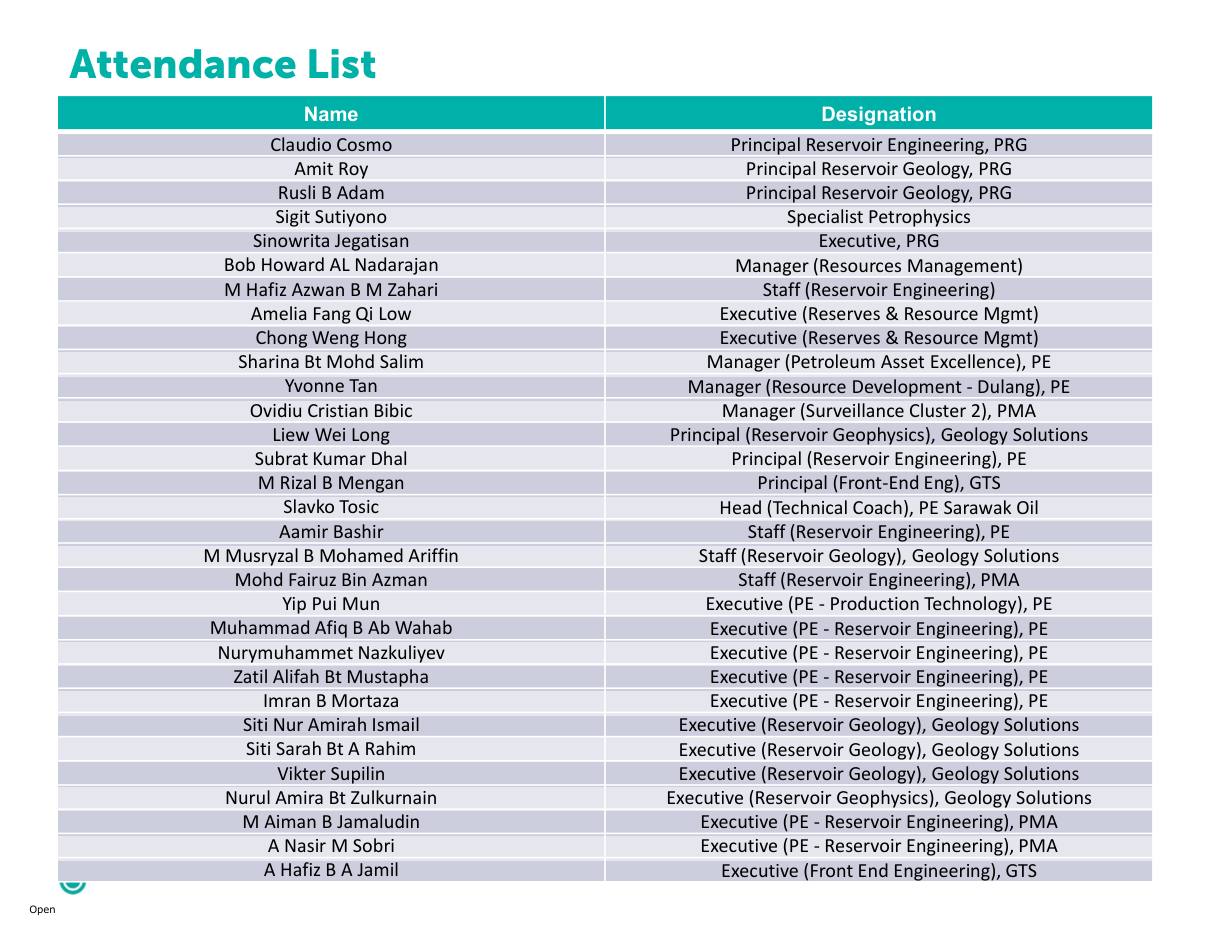 Attendance List
Name Designation
Claudio Cosmo Principal Reservoir Engineering, PRG
Amit Roy Principal Reservoir Geology, PRG
Rusli B Adam Principal Reservoir Geology, PRG
Sigit Sutiyono Specialist Petrophysics
Sinowrita Jegatisan Executive, PRG
Bob Howard AL Nadarajan Manager (Resources Management)
M Hafiz Azwan B M Zahari Staff (Reservoir Engineering)
Amelia Fang Qi Low Executive (Reserves & Resource Mgmt)
Chong Weng Hong Executive (Reserves & Resource Mgmt)
Sharina Bt Mohd Salim Manager (Petroleum Asset Excellence), PE
Yvonne Tan Manager (Resource Development - Dulang), PE
Ovidiu Cristian Bibic Manager (Surveillance Cluster 2), PMA
Liew Wei Long Principal (Reservoir Geophysics), Geology Solutions
Subrat Kumar Dhal Principal (Reservoir Engineering), PE
M Rizal B Mengan Principal (Front-End Eng), GTS
Slavko Tosic Head (Technical Coach), PE Sarawak Oil
Aamir Bashir Staff (Reservoir Engineering), PE
M Musryzal B Mohamed Ariffin Staff (Reservoir Geology), Geology Solutions
Mohd Fairuz Bin Azman Staff (Reservoir Engineering), PMA
Yip Pui Mun Executive (PE - Production Technology), PE
Muhammad Afiq B Ab Wahab Executive (PE - Reservoir Engineering), PE
Nurymuhammet Nazkuliyev Executive (PE - Reservoir Engineering), PE
Zatil Alifah Bt Mustapha Executive (PE - Reservoir Engineering), PE
Imran B Mortaza Executive (PE - Reservoir Engineering), PE
Siti Nur Amirah Ismail Executive (Reservoir Geology), Geology Solutions
Siti Sarah Bt A Rahim Executive (Reservoir Geology), Geology Solutions
Vikter Supilin Executive (Reservoir Geology), Geology Solutions
Nurul Amira Bt Zulkurnain Executive (Reservoir Geophysics), Geology Solutions
M Aiman B Jamaludin Executive (PE - Reservoir Engineering), PMA
A Nasir M Sobri Executive (PE - Reservoir Engineering), PMA
A Hafiz B A Jamil Executive (Front End Engineering), GTS
Open